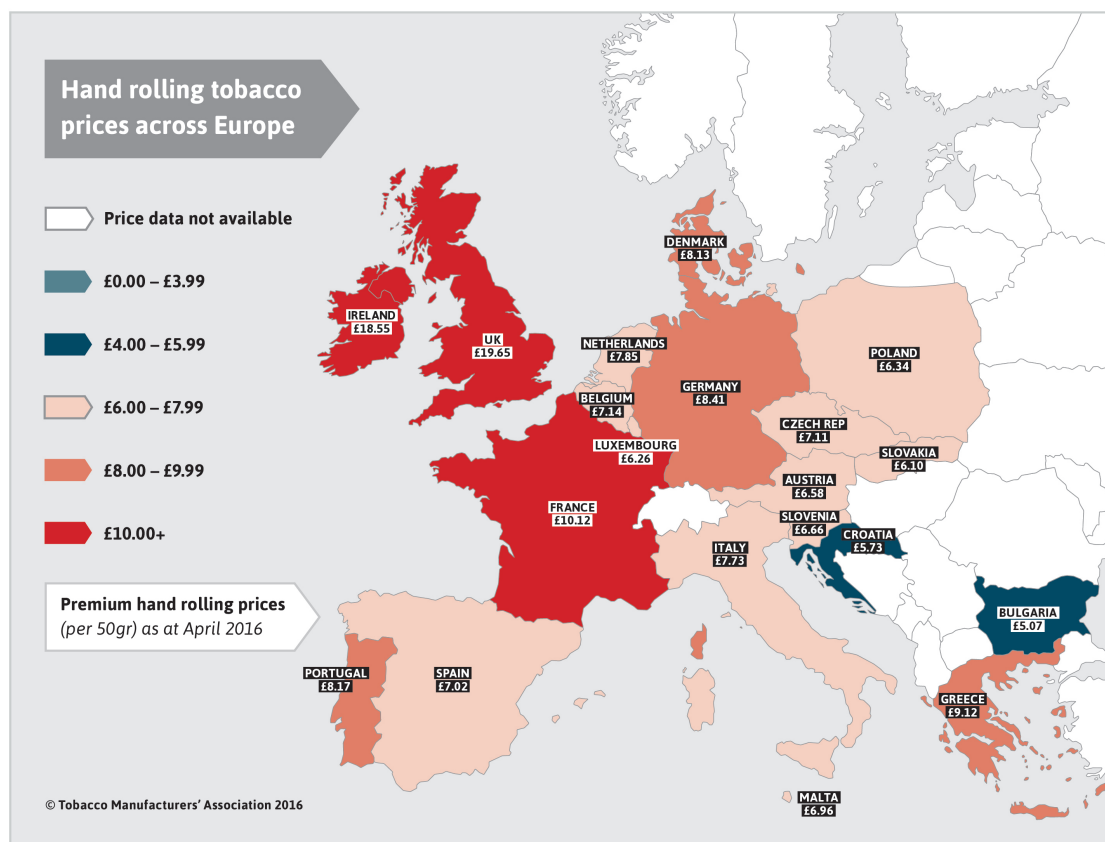 Hand rolling tobacco
prices across Europe
Price data not available
£0.00 – £3.99
£4.00 – £5.99
£6.00 – £7.99
£8.00 – £9.99
£10.00+
Premium hand rolling prices
(per 50gr) as at April 2016
DENMARK
£8.13
IRELAND
£18.55
UK
£19.65
NETHERLANDS
£7.85
POLAND
£6.34
BELGIUM
£7.14
GERMANY
£8.41
CZECH REP
£7.11
LUXEMBOURG
£6.26
SLOVAKIA
£6.10
AUSTRIA
£6.58
FRANCE
£10.12
SLOVENIA
£6.66
CROATIA
£5.73
ITALY
£7.73
BULGARIA
£5.07
PORTUGAL
£8.17
SPAIN
£7.02
GREECE
£9.12
MALTA
£6.96
© Tobacco Manufacturers’ Association 2016